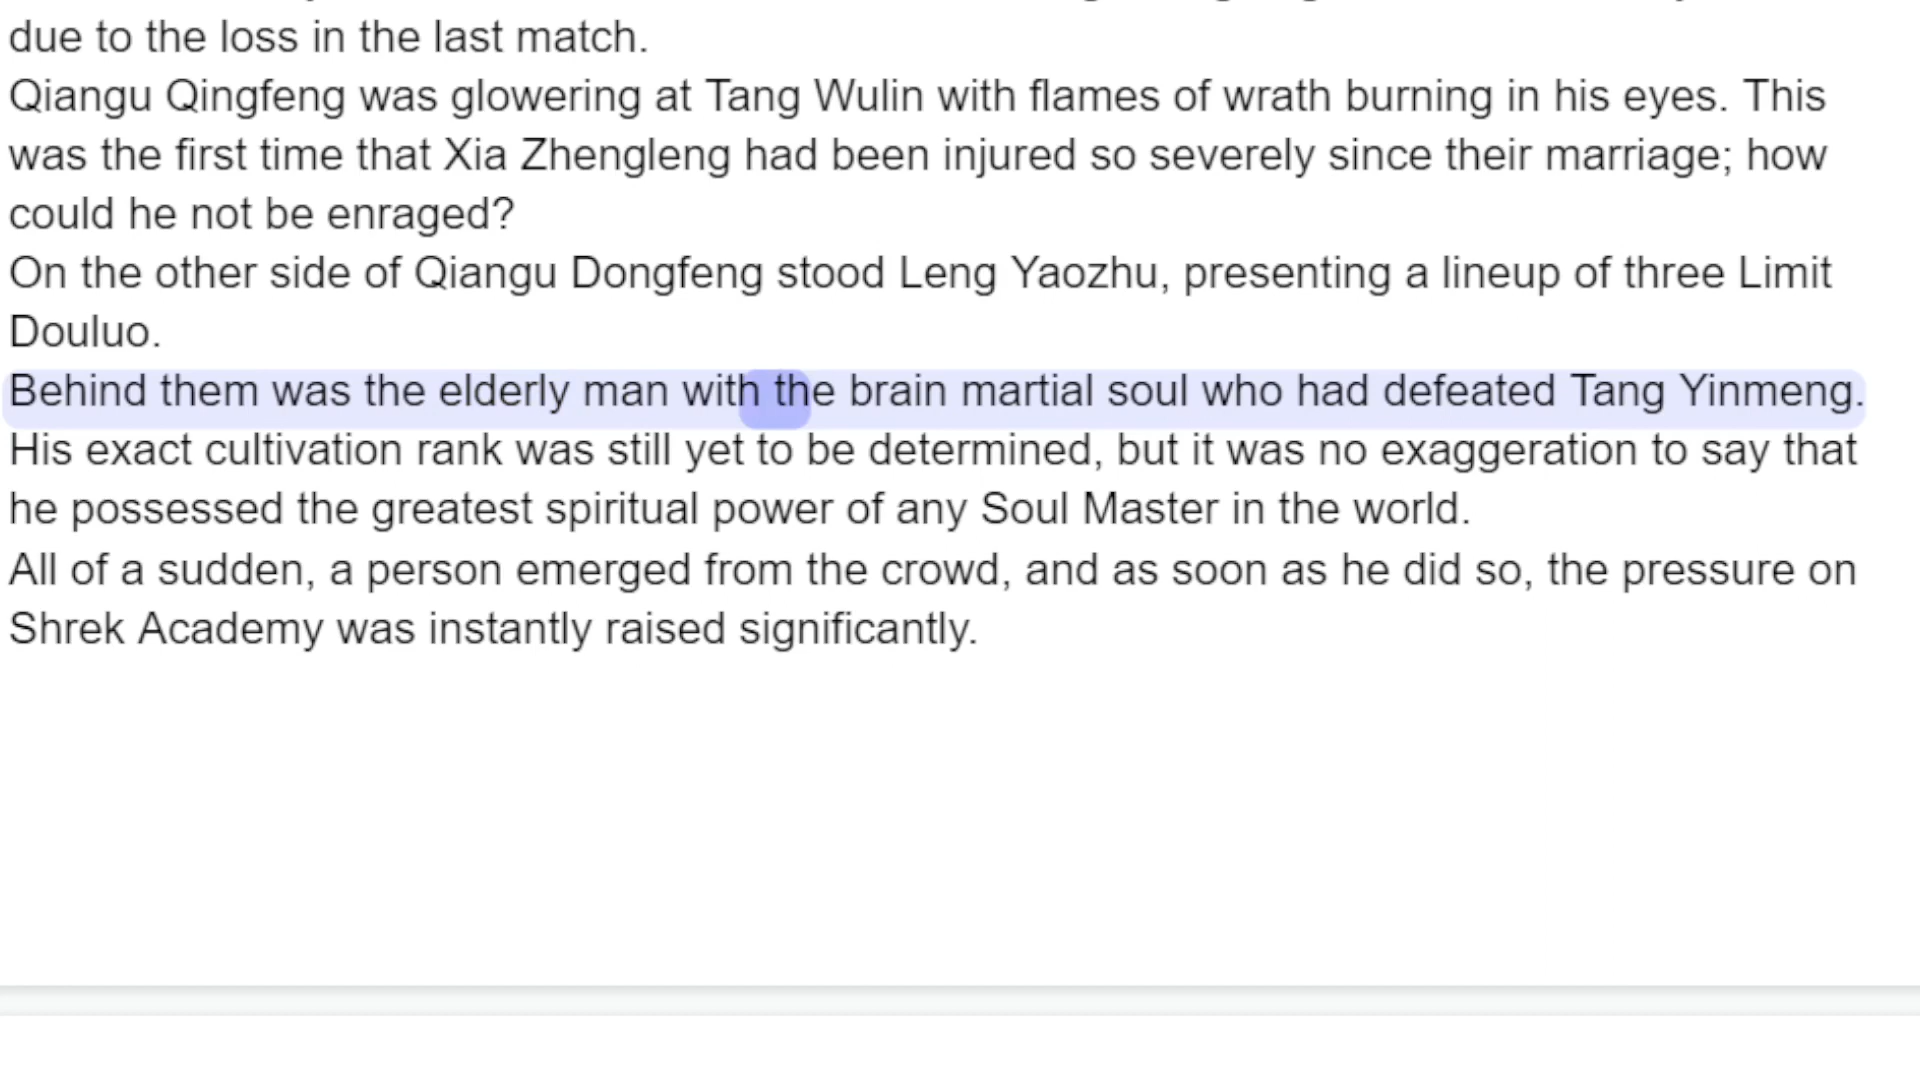 due to the loss in the last match.
Qiangu Qingfeng was glowering at Tang Wulin with flames of wrath burning in his eyes. This
was the first time that Xia Zhengleng had been injured so severely since their marriage; how
could he not be enraged?
On the other side of Qiangu Dongfeng stood Leng Yaozhu, presenting a lineup of three Limit
Douluo.
Behind them was the elderly man with the brain martial soul who had defeated Tang Yinmeng.
His exact cultivation rank was still yet to be determined, but it was no exaggeration to say that
he possessed the greatest spiritual power of any Soul Master in the world.
All of a sudden, a person emerged from the crowd, and as soon as he did so, the pressure on
Shrek Academy was instantly raised significantly.